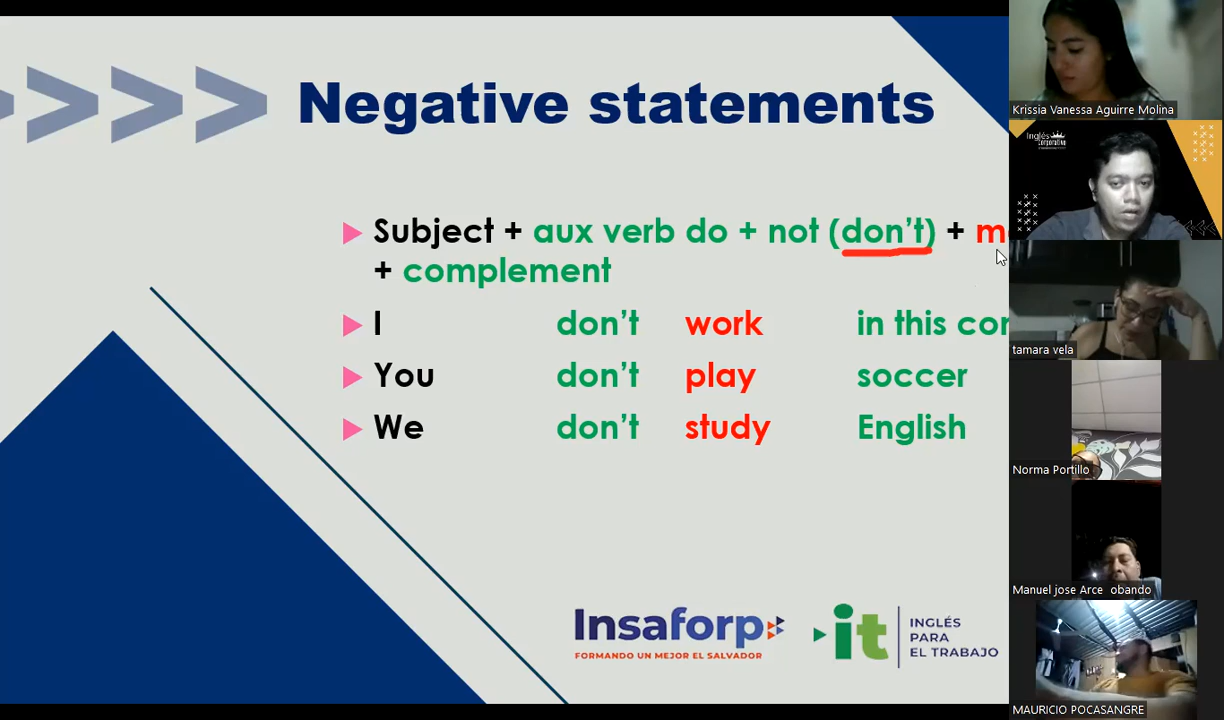 Negative statements
Subject + aux verb do + not (don't) +
+ complement
I don't work in this
You don't play soccer
We don't study English
Insaforp
FORMANDO UN MEJOR EL SALVADOR
it
INGLÉS
PARA
EL TRABAJO
Krissia Vanessa Aguirre Molina
Inglés
Corporativo
tamara vela
Norma Portillo
Manuel jose Arce obando
MAURICIO POCASANGRE